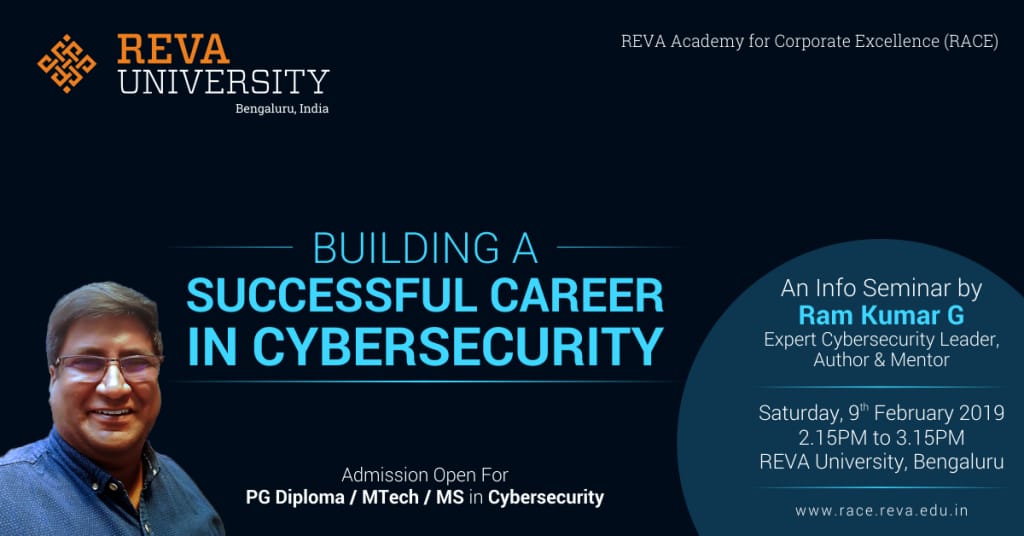 REVA
UNIVERSITY
Bengaluru, India
REVA Academy for Corporate Excellence (RACE)
BUILDING A
SUCCESSFUL CAREER
IN CYBERSECURITY
Admission Open For
PG Diploma / MTech / MS in Cybersecurity
An Info Seminar by
Ram Kumar G
Expert Cybersecurity Leader,
Author & Mentor
Saturday, 9th February 2019
2.15PM to 3.15PM
REVA University, Bengaluru
www.race.reva.edu.in